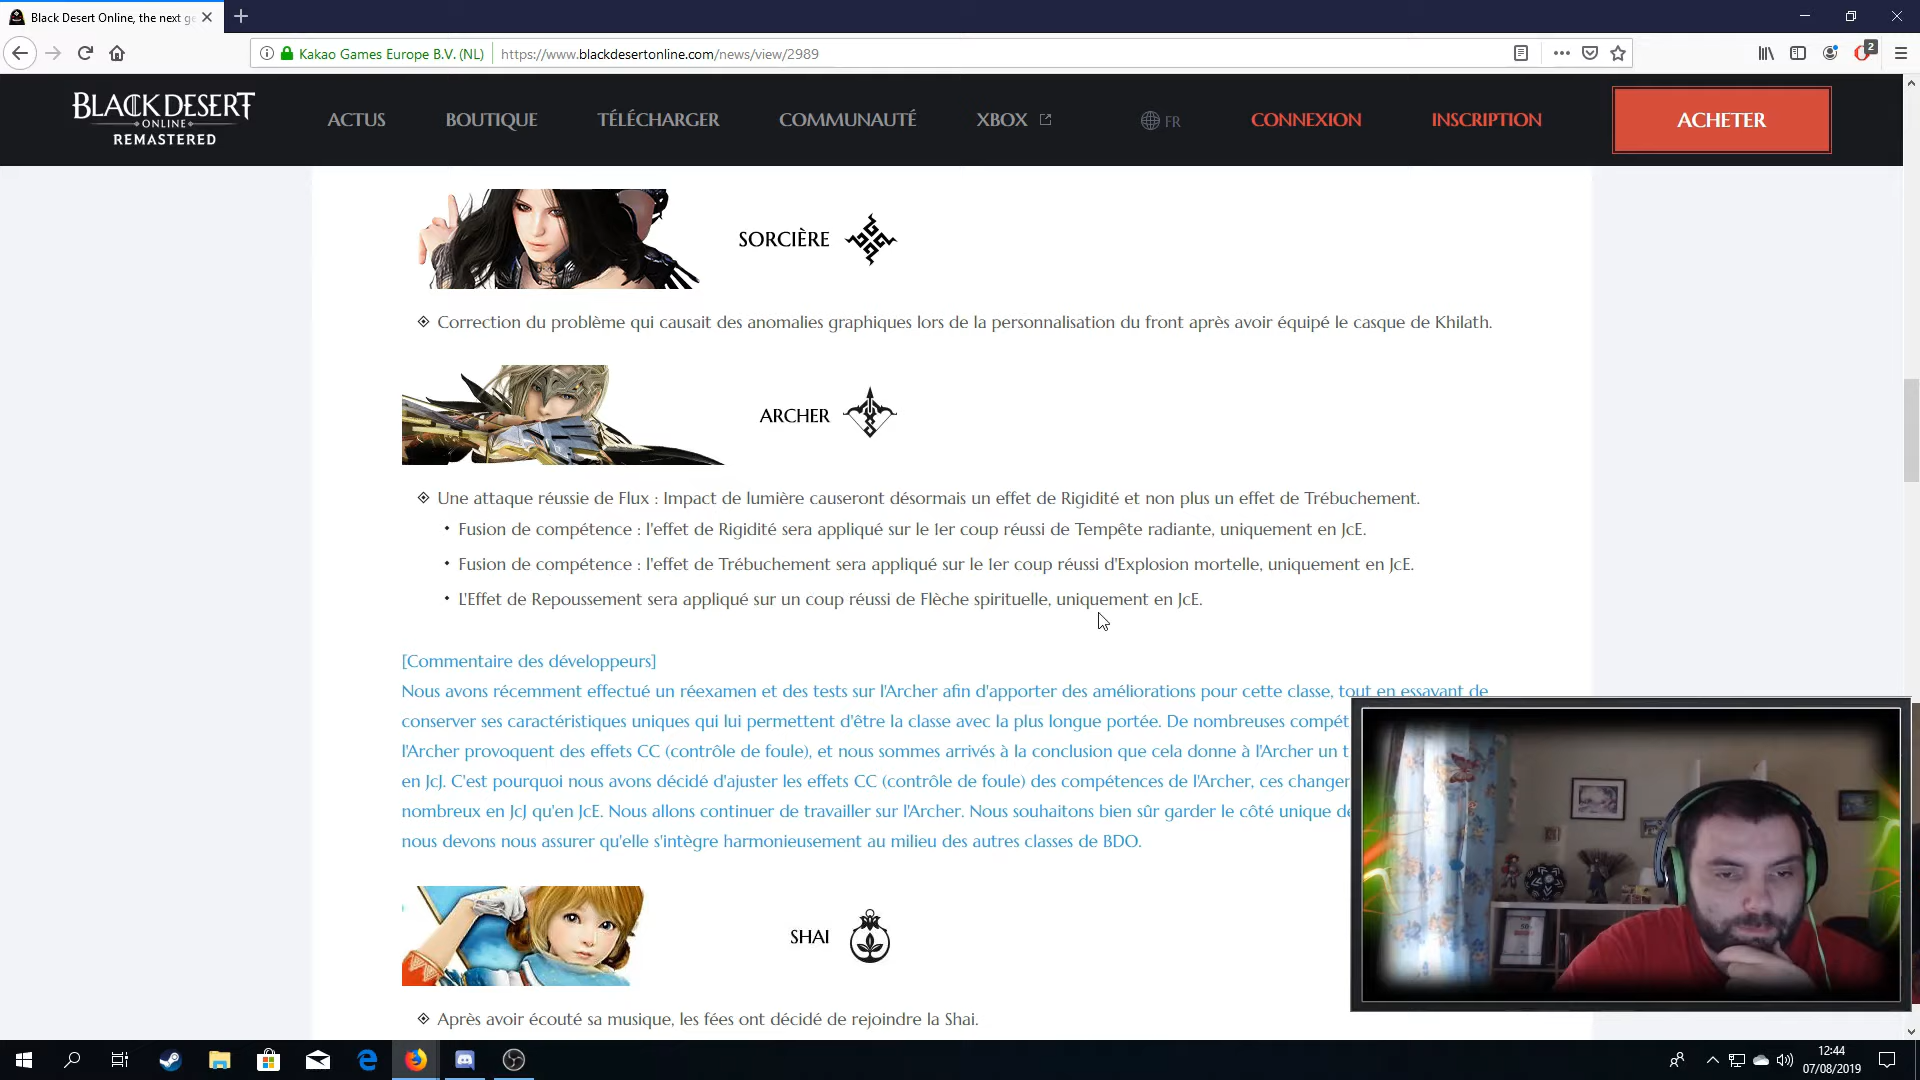 Black Desert Online, the next ge
Kakao Games Europe B.V. (NL)
https://www.blackdesertonline.com/news/view/2989
2
BLACK DESERT
ONLINE
REMASTERED
ACTUS
BOUTIQUE
TÉLÉCHARGER
COMMUNAUTÉ
XBOX
FR
CONNEXION
INSCRIPTION
ACHETER
SORCIÈRE
Correction du problème qui causait des anomalies graphiques lors de la personnalisation du front après avoir équipé le casque de Khilath.
ARCHER
Une attaque réussie de Flux : Impact de lumière causeront désormais un effet de Rigidité et non plus un effet de Trébuchement.
Fusion de compétence : l'effet de Rigidité sera appliqué sur le 1er coup réussi de Tempête radiante, uniquement en JcE.
Fusion de compétence : l'effet de Trébuchement sera appliqué sur le 1er coup réussi d'Explosion mortelle, uniquement en JcE.
L'Effet de Repoussement sera appliqué sur un coup réussi de Flèche spirituelle, uniquement en JcE.
[Commentaire des développeurs]
Nous avons récemment effectué un réexamen et des tests sur l'Archer afin d'apporter des améliorations pour cette classe, tout en essayant de
conserver ses caractéristiques uniques qui lui permettent d'être la classe avec la plus longue portée. De nombreuses compét
l'Archer provoquent des effets CC (contrôle de foule), et nous sommes arrivés à la conclusion que cela donne à l'Archer un t
en JcJ. C'est pourquoi nous avons décidé d'ajuster les effets CC (contrôle de foule) des compétences de l'Archer, ces changer
nombreux en JcJ qu'en JcE. Nous allons continuer de travailler sur l'Archer. Nous souhaitons bien sûr garder le côté unique de
nous devons nous assurer qu'elle s'intègre harmonieusement au milieu des autres classes de BDO.
SHAI
Après avoir écouté sa musique, les fées ont décidé de rejoindre la Shai.
12:44
07/08/2019